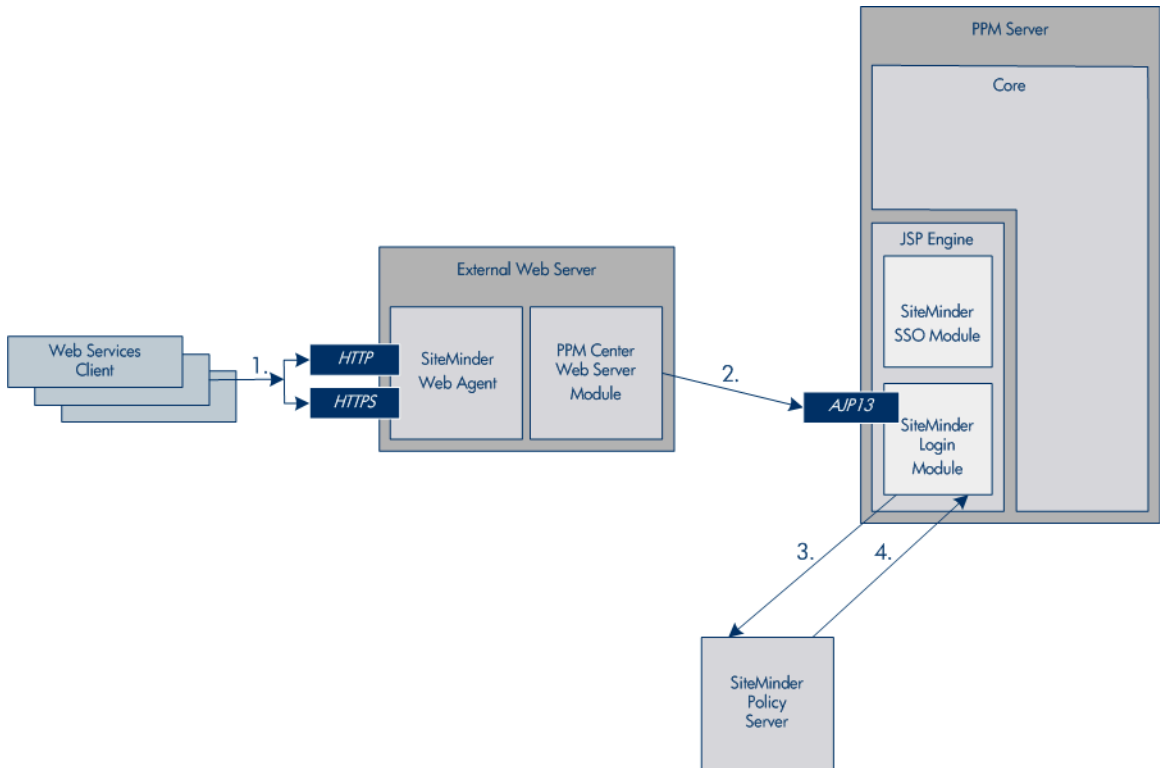 PPM Server
Core
JSP Engine
SiteMinder
SSO Module
External Web Server
Web Services
Client
1.
HTTP
HTTPS
SiteMinder
Web Agent
PPM Center
Web Server
Module
2.
AJP13
SiteMinder
Login
Module
3.
4.
SiteMinder
Policy
Server